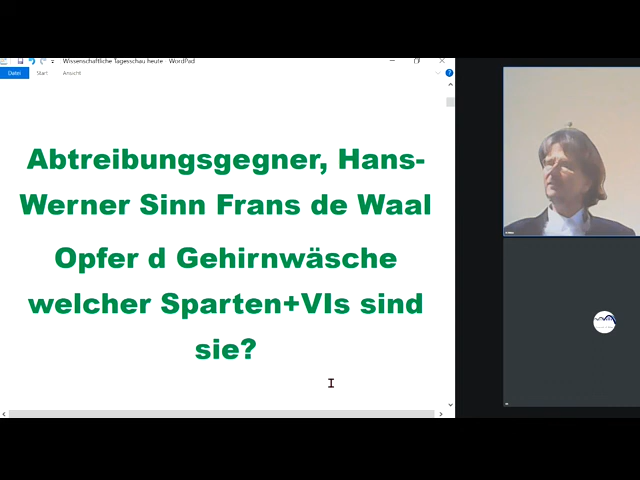 Wissenschaftliche Tagesschau heute - WordPad
Datei Start Ansicht
Abtreibungsgegner, Hans-
Werner Sinn Frans de Waal
Opfer d Gehirnwäsche
welcher Sparten+VIs sind
sie?